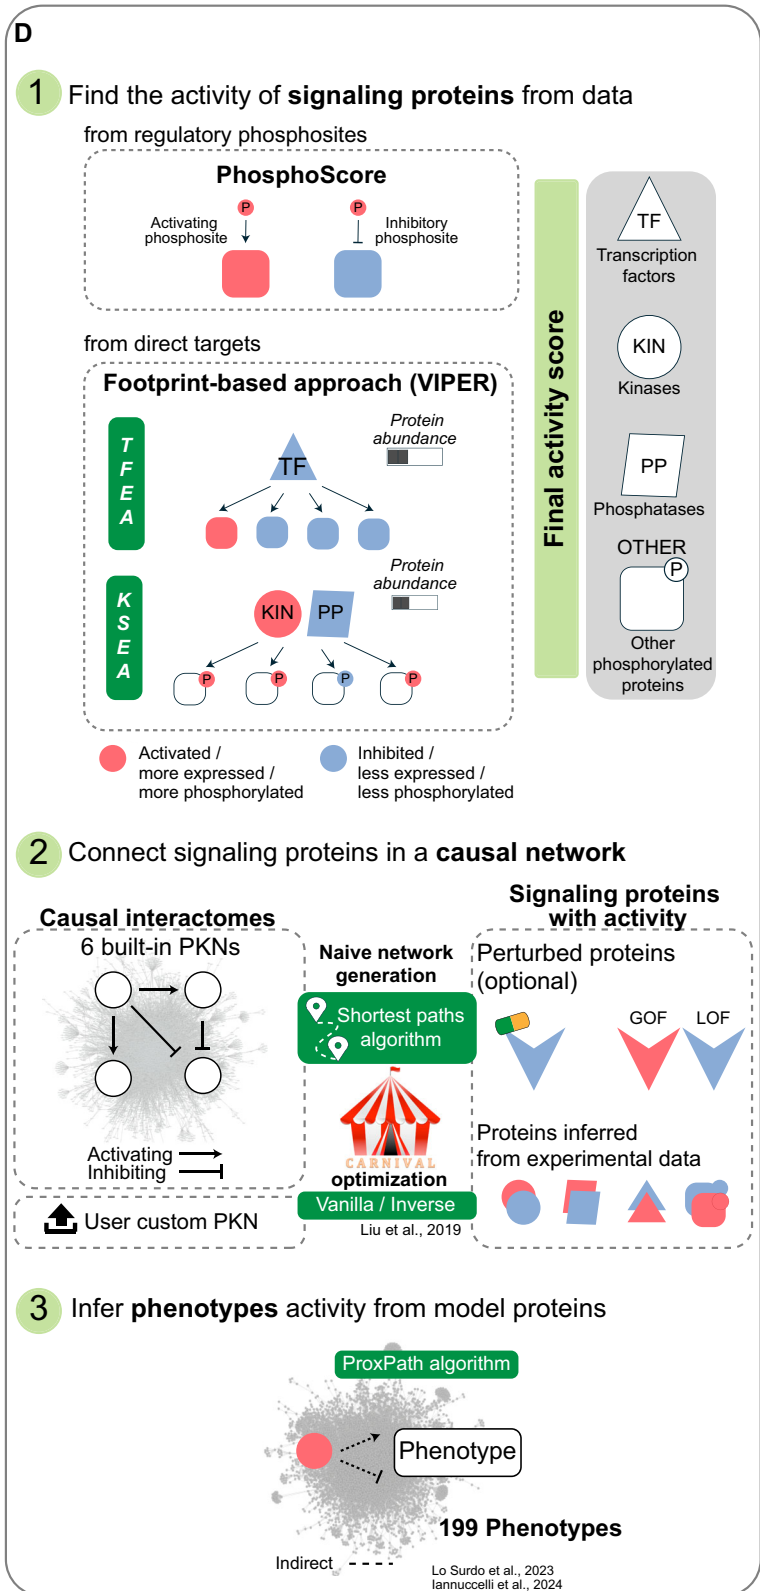 D
1 Find the activity of signaling proteins from data
from regulatory phosphosites
PhosphoScore
P
P
Activating
phosphosite
Inhibitory
phosphosite
from direct targets
Footprint-based approach (VIPER)
T
F
E
A
TF
Protein
abundance
K
S
E
A
KIN
PP
Protein
abundance
P
P
P
P
Activated /
more expressed /
more phosphorylated
Inhibited /
less expressed /
less phosphorylated
Final activity score
TF
Transcription
factors
KIN
Kinases
PP
Phosphatases
OTHER
P
Other
phosphorylated
proteins
2 Connect signaling proteins in a causal network
Causal interactomes
6 built-in PKNs
Activating
Inhibiting
User custom PKN
Naive network
generation
Shortest paths
algorithm
CARNIVAL
optimization
Vanilla / Inverse
Liu et al., 2019
Signaling proteins
with activity
Perturbed proteins
(optional)
GOF
LOF
Proteins inferred
from experimental data
3 Infer phenotypes activity from model proteins
ProxPath algorithm
Phenotype
199 Phenotypes
Indirect
Lo Surdo et al., 2023
Iannuccelli et al., 2024